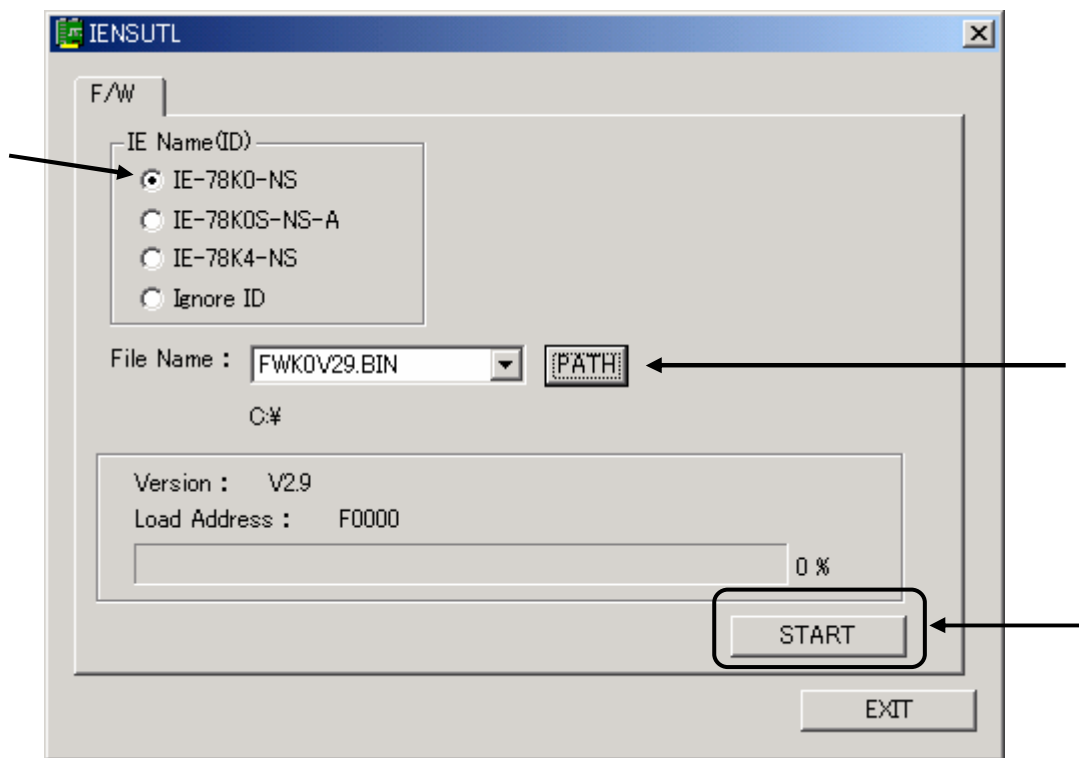 IENSUTL
F/W
IE Name(ID)
IE-78K0-NS
IE-78K0S-NS-A
IE-78K4-NS
Ignore ID
File Name : FWK0V29.BIN PATH
C:¥
Version : V2.9
Load Address : F0000
0 %
START
EXIT